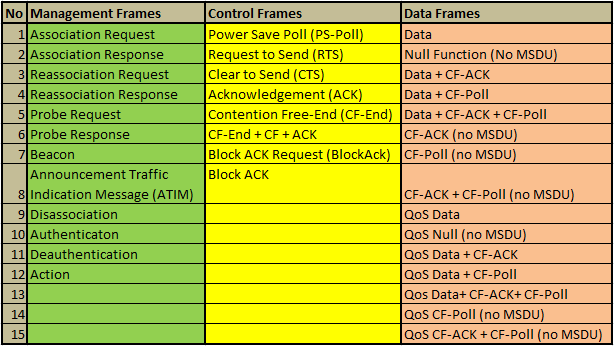 No Management Frames Control Frames Data Frames
1 Association Request Power Save Poll (PS-Poll) Data
2 Association Response Request to Send (RTS) Null Function (No MSDU)
3 Reassociation Request Clear to Send (CTS) Data + CF-ACK
4 Reassociation Response Acknowledgement (ACK) Data + CF-Poll
5 Probe Request Contention Free-End (CF-End) Data + CF-ACK + CF-Poll
6 Probe Response CF-End + CF + ACK CF-ACK (no MSDU)
7 Beacon Block ACK Request (BlockAck) CF-Poll (no MSDU)
Announcement Traffic Block ACK
8 Indication Message (ATIM) CF-ACK + CF-Poll (no MSDU)
9 Disassociation QoS Data
10 Authenticaton QoS Null (no MSDU)
11 Deauthentication QoS Data + CF-ACK
12 Action QoS Data + CF-Poll
13 Qos Data+ CF-ACK+ CF-Poll
14 QoS CF-Poll (no MSDU)
15 QoS CF-ACK + CF-Poll (no MSDU)